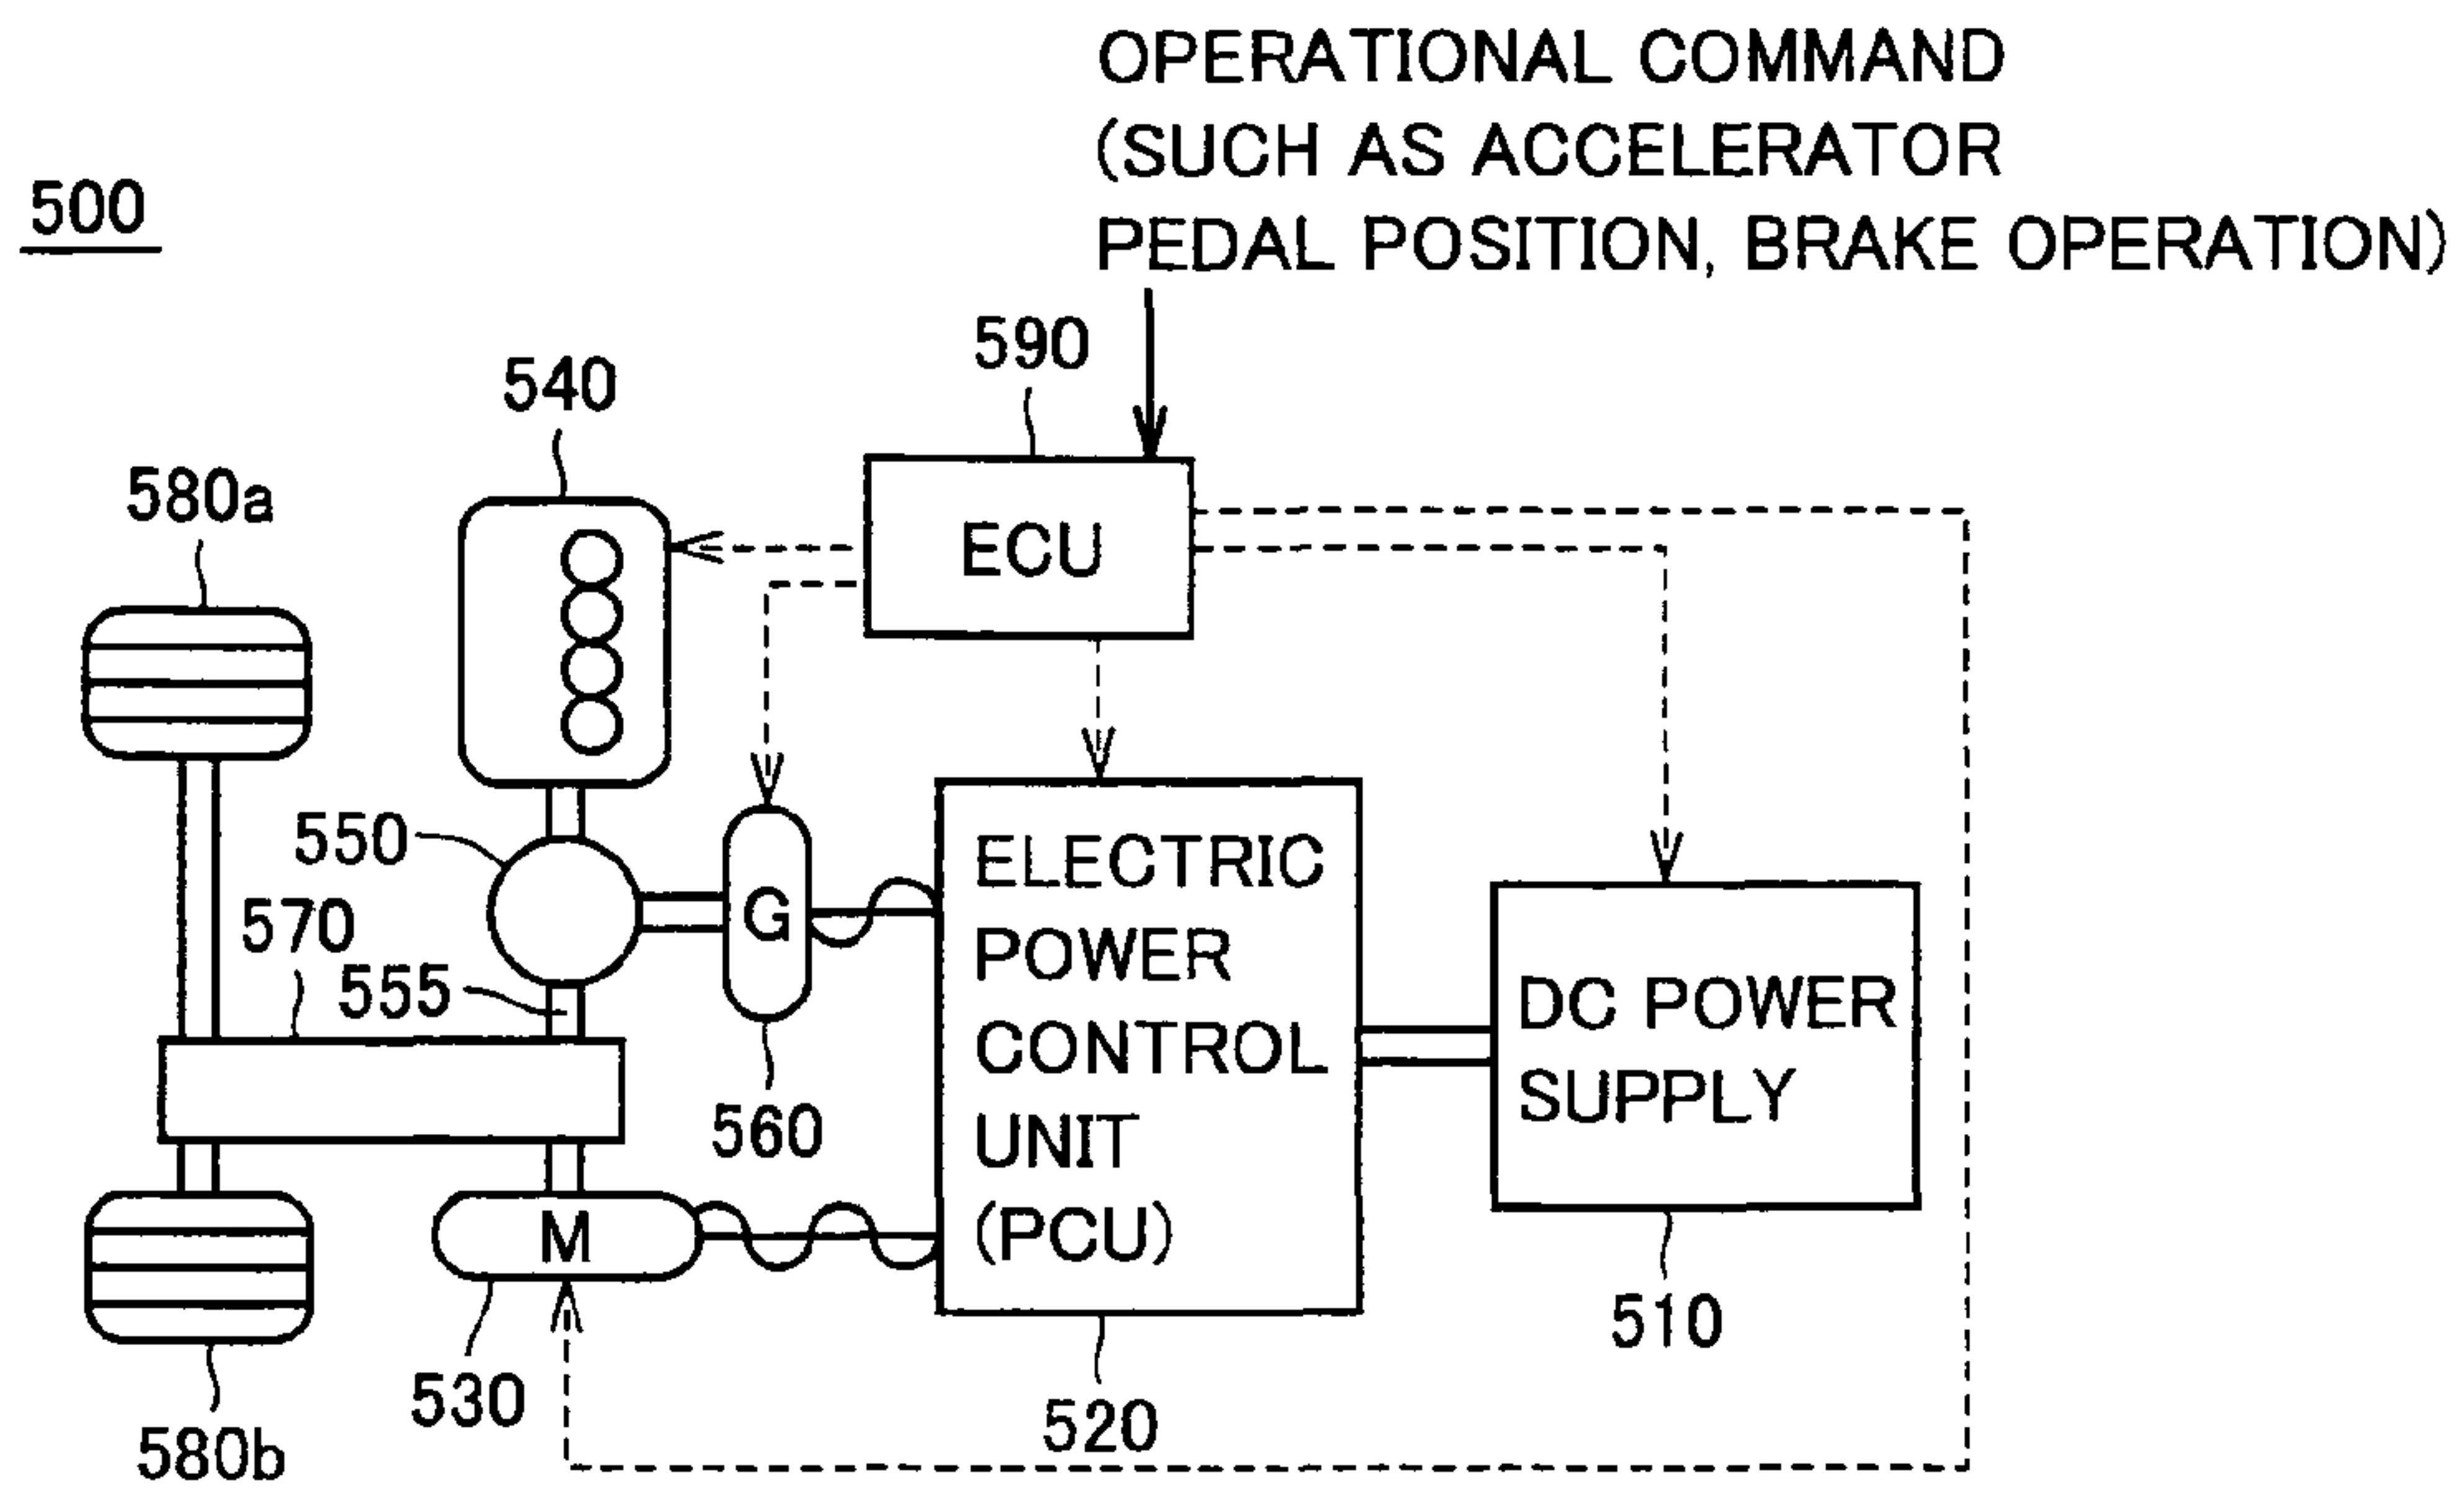 OPERATIONAL COMMAND
(SUCH AS ACCELERATOR
PEDAL POSITION, BRAKE OPERATION)
500
590
540
580a
ECU
550
570
555
G
560
ELECTRIC
POWER
CONTROL
UNIT
(PCU)
DC POWER
SUPPLY
M
530
580b
520
510